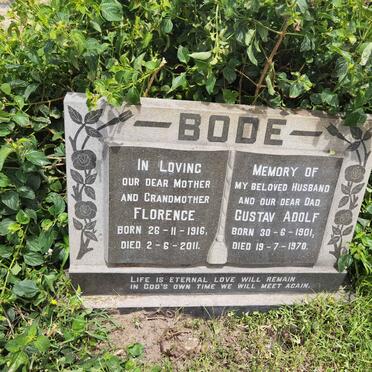 BODE
IN LOVING
OUR DEAR MOTHER
AND GRANDMOTHER
FLORENCE
BORN 26-11-1916,
DIED 2-6-2011.
MEMORY OF
MY BELOVED HUSBAND
AND OUR DEAR DAD
GUSTAV ADOLF
BORN 30-6-1901,
DIED 19-7-1970.
LIFE IS ETERNAL LOVE WILL REMAIN
IN GOD'S OWN TIME WE WILL MEET AGAIN.